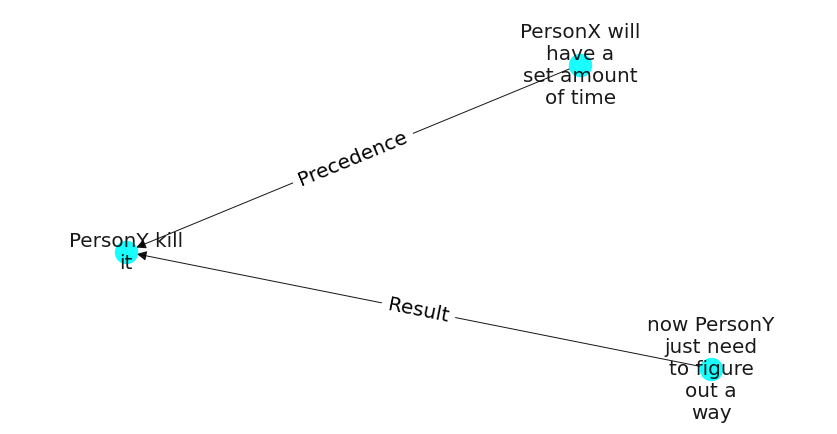 PersonX will
have a
set amount
of time
Precedence
PersonY kill
it
Result
now PersonY
just need
to figure
out a
way